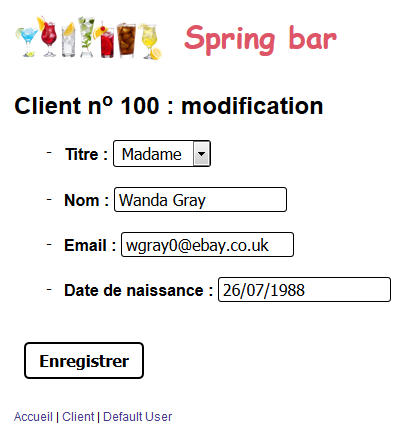 Spring bar
Client nº 100 : modification
- Titre : Madame
- Nom : Wanda Gray
- Email : wgray0@ebay.co.uk
- Date de naissance : 26/07/1988
Enregistrer
Accueil | Client | Default User